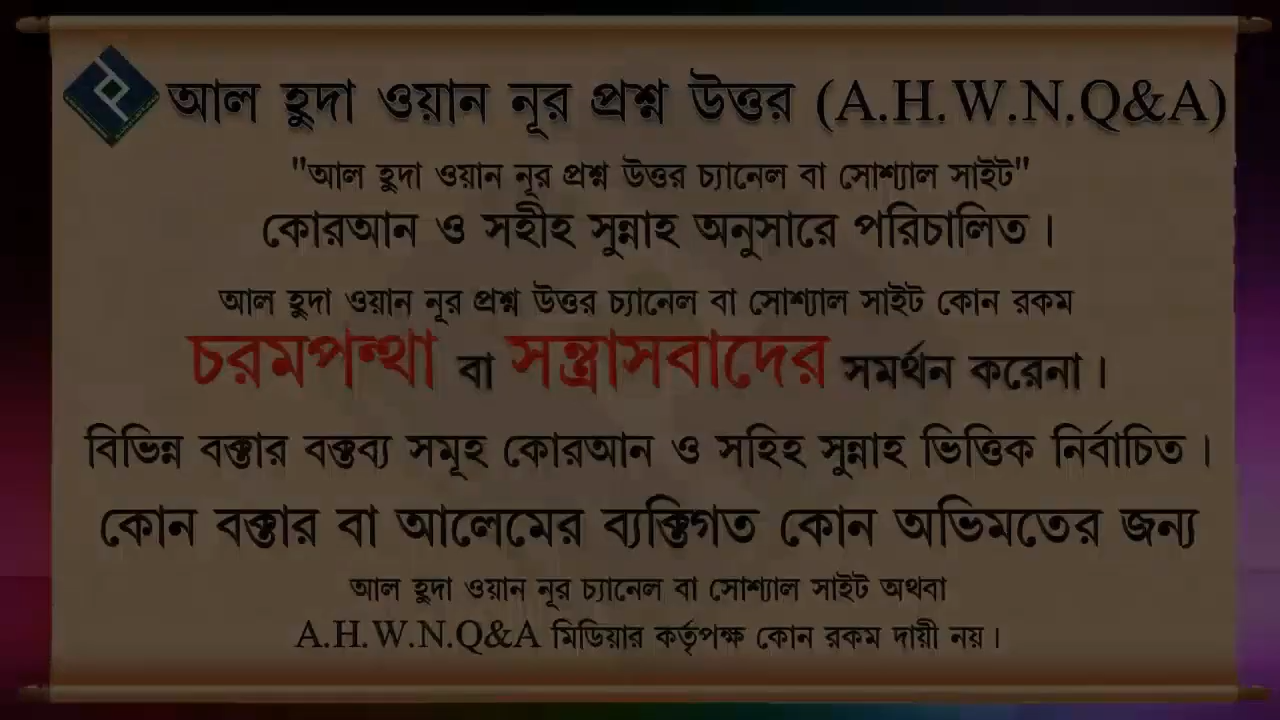 আল হুদা ওয়ান নূর প্রশ্ন উত্তর (A.H.W.N.Q&A)
"আল হুদা ওয়ান নূর প্রশ্ন উত্তর চ্যানেল বা সোশ্যাল সাইট"
কোরআন ও সহীহ সুন্নাহ অনুসারে পরিচালিত।
আল হুদা ওয়ান নূর প্রশ্ন উত্তর চ্যানেল বা সোশ্যাল সাইট কোন রকম
চরমপন্থা বা সন্ত্রাসবাদের সমর্থন করেনা।
বিভিন্ন বক্তার বক্তব্য সমূহ কোরআন ও সহিহ সুন্নাহ ভিত্তিক নির্বাচিত।
কোন বক্তার বা আলেমের ব্যক্তিগত কোন অভিমতের জন্য
আল হুদা ওয়ান নূর চ্যানেল বা সোশ্যাল সাইট অথবা
A.H.W.N.Q&A মিডিয়ার কর্তৃপক্ষ কোন রকম দায়ী নয়।